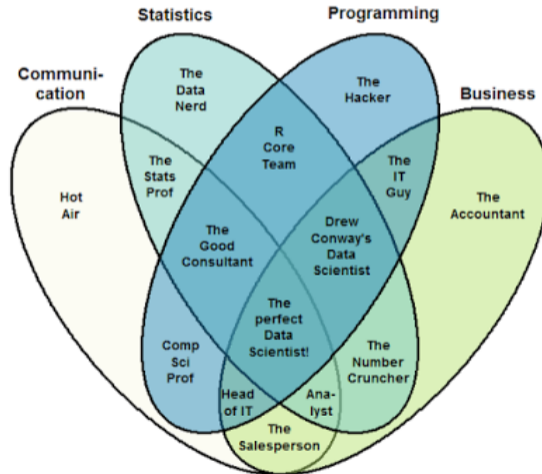 Statistics
Programming
Communi-
cation
Business
The
Data
Nerd
The
Hacker
R
Core
Team
The
Stats
Prof
The
IT
Guy
Hot
Air
The
Accountant
The
Good
Consultant
Drew
Conway's
Data
Scientist
The
perfect
Data
Scientist!
Comp
Sci
Prof
The
Number
Cruncher
Head
of IT
Ana-
lyst
The
Salesperson